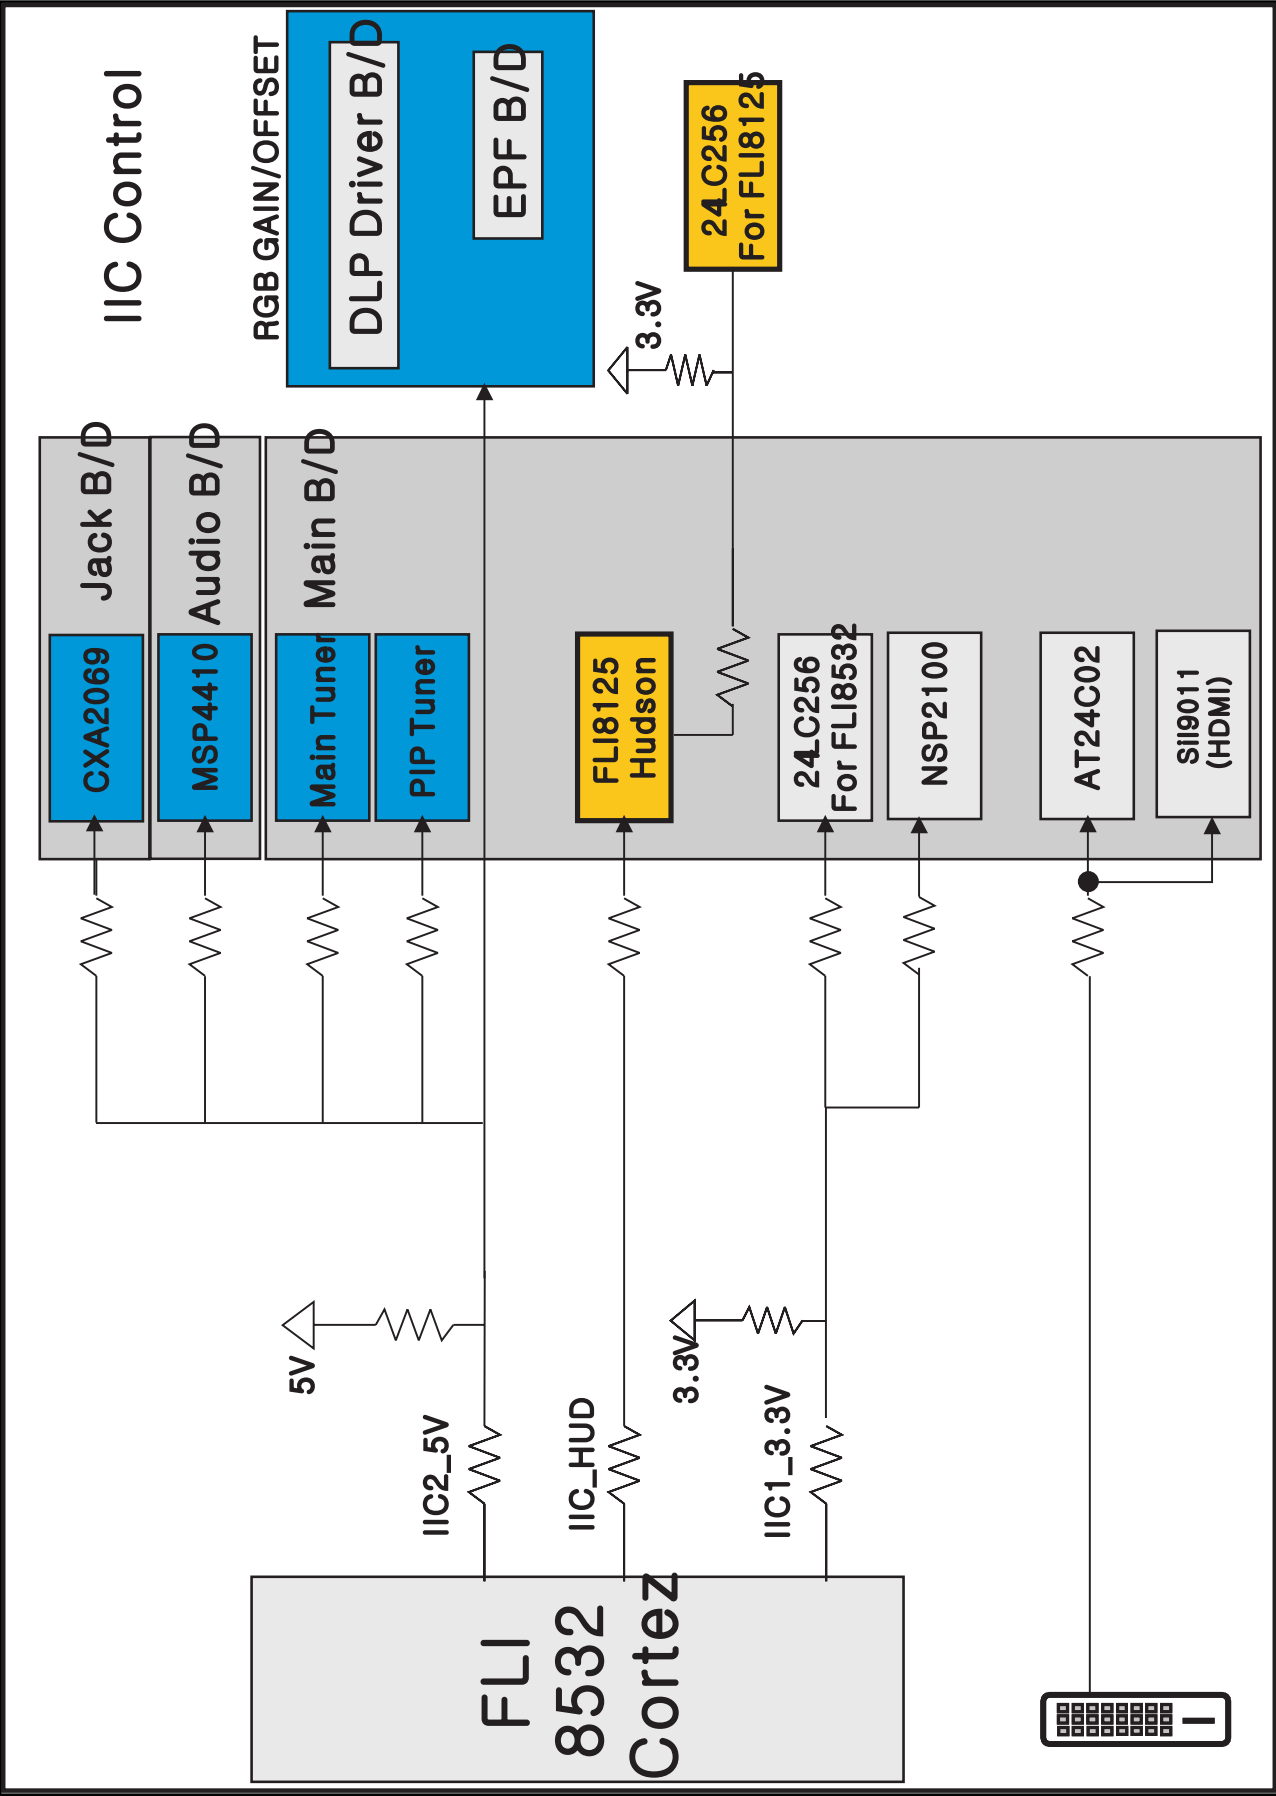 IIC Control
RGB GAIN/OFFSET
DLP Driver B/D
EPF B/D
24LC256
For FLI8125
3.3V
Jack B/D
CXA2069
Audio B/D
MSP4410
Main B/D
Main Tuner
PIP Tuner
FLI8125
Hudson
24LC256
For FLI8532
NSP2100
AT24C02
SiI9011
(HDMI)
5V
3.3V
IIC2_5V
IIC_HUD
IIC1_3.3V
FLI
8532
Cortez